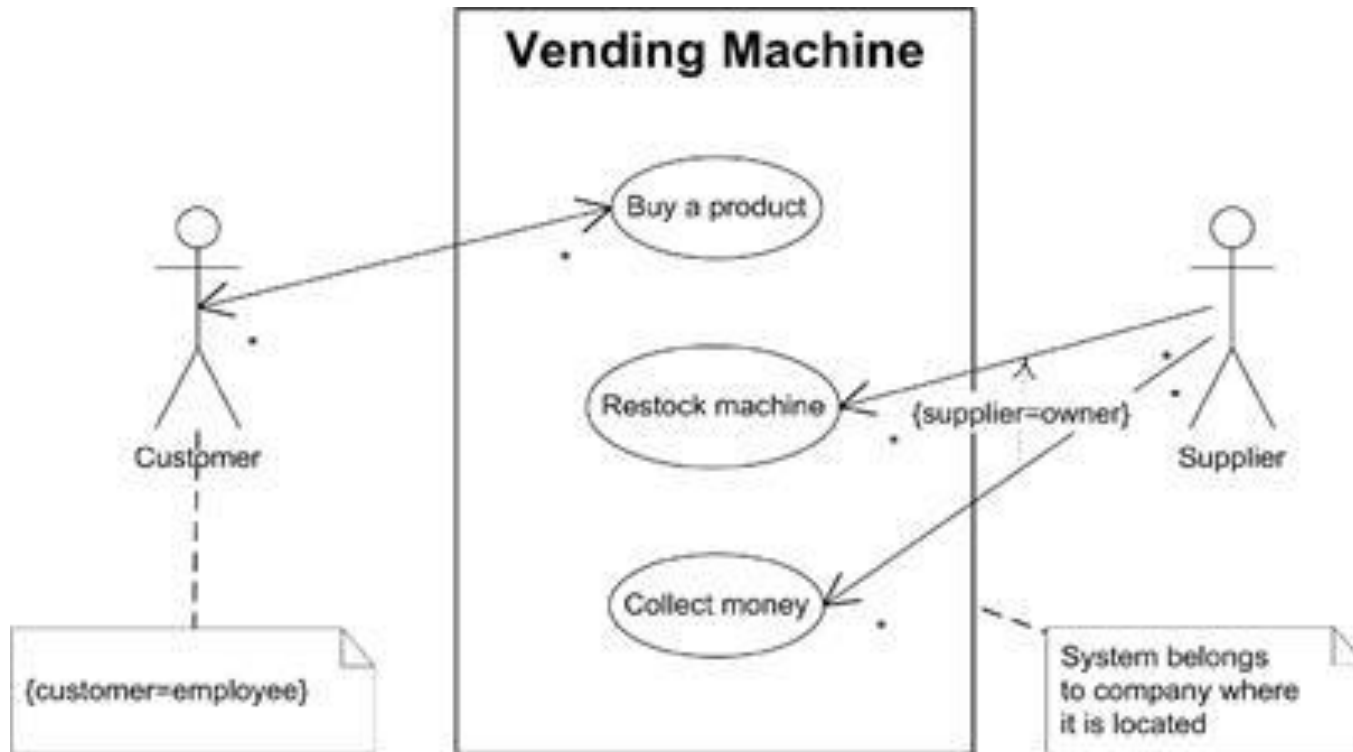 Vending Machine
Buy a product
Restock machine
{supplier=owner}
Customer
Supplier
Collect money
{customer=employee}
System belongs
to company where
it is located